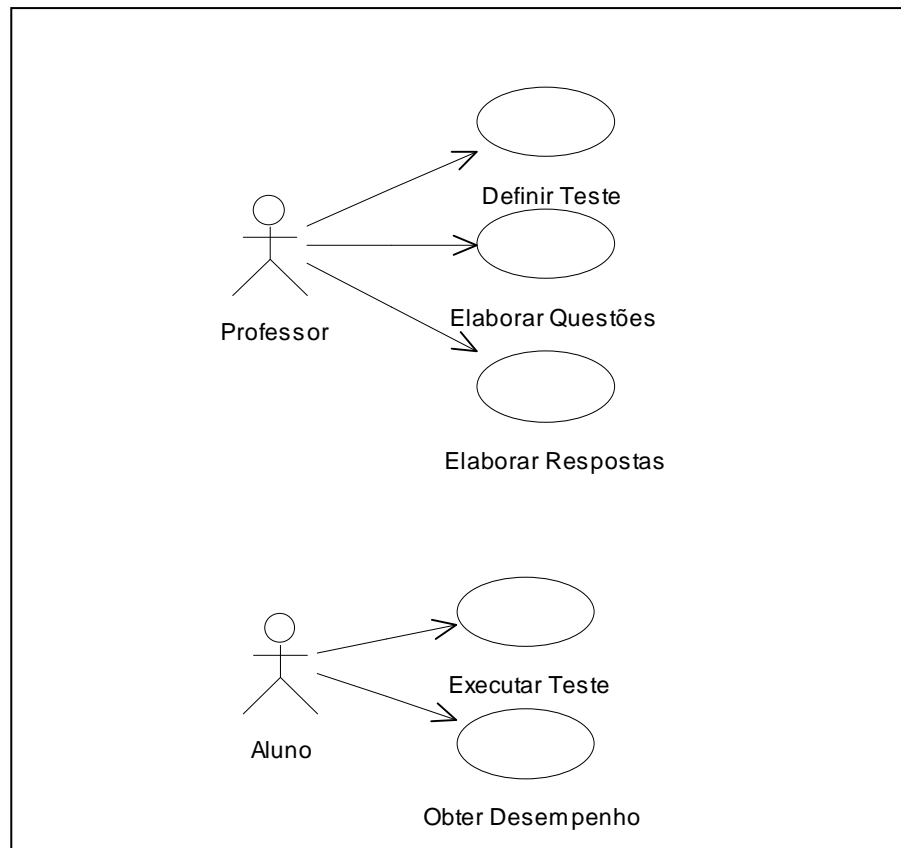 Definir Teste
Elaborar Questões
Professor
Elaborar Respostas
Executar Teste
Aluno
Obter Desempenho